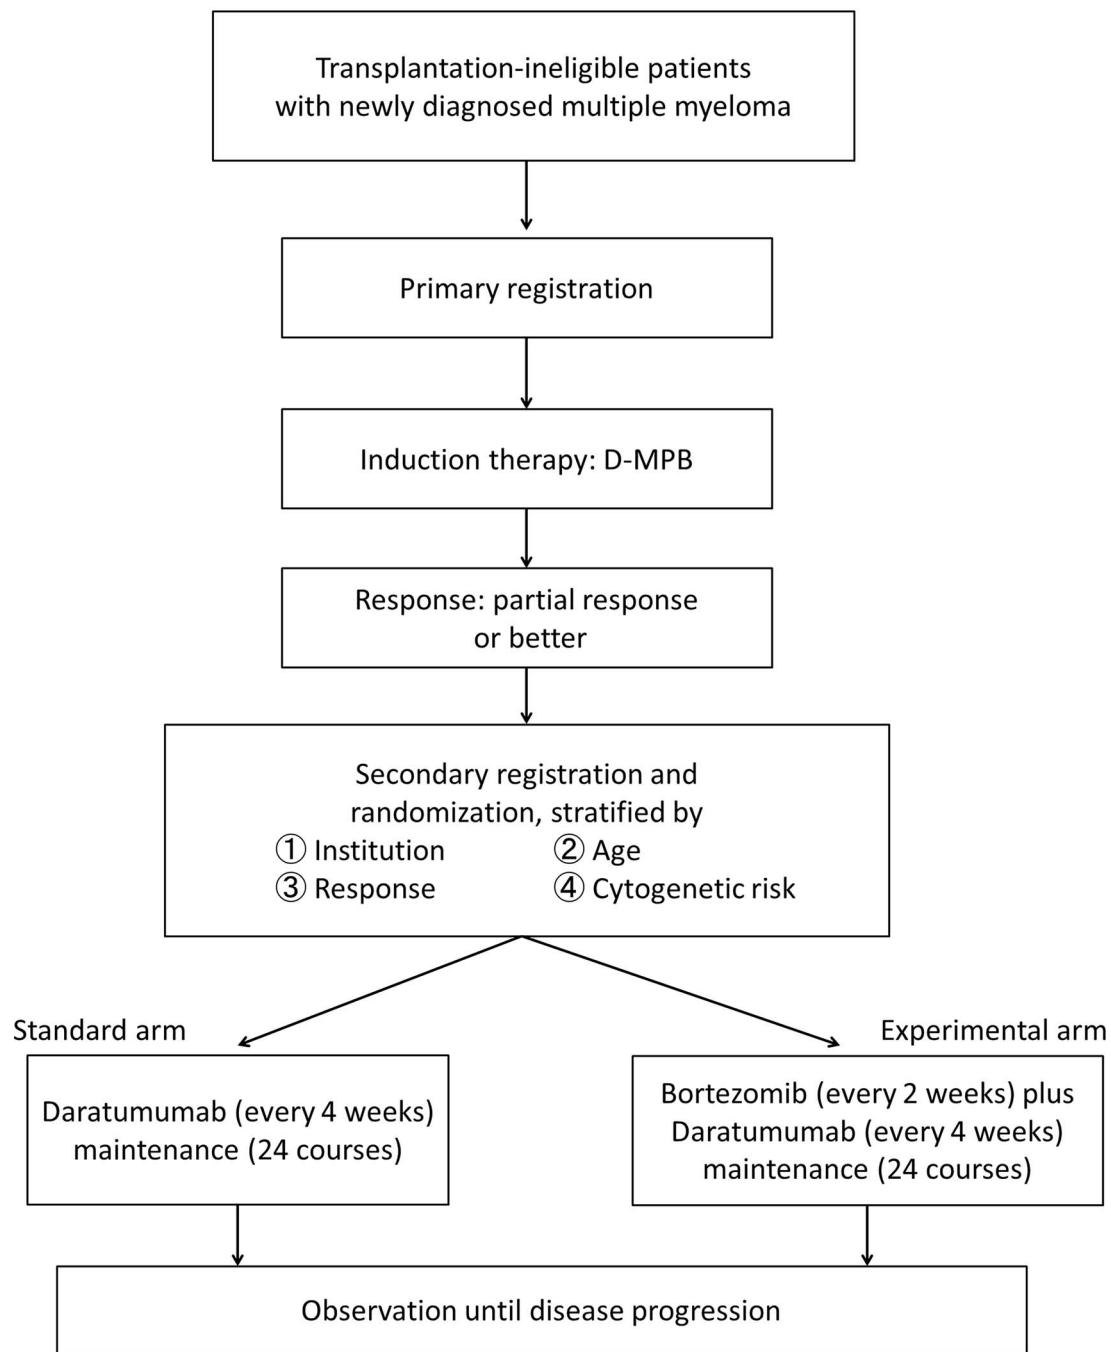 Transplantation-ineligible patients
with newly diagnosed multiple myeloma
Primary registration
Induction therapy: D-MPB
Response: partial response
or better
Secondary registration and
randomization, stratified by
① Institution ② Age
③ Response ④ Cytogenetic risk
Standard arm
Experimental arm
Daratumumab (every 4 weeks)
maintenance (24 courses)
Bortezomib (every 2 weeks) plus
Daratumumab (every 4 weeks)
maintenance (24 courses)
Observation until disease progression